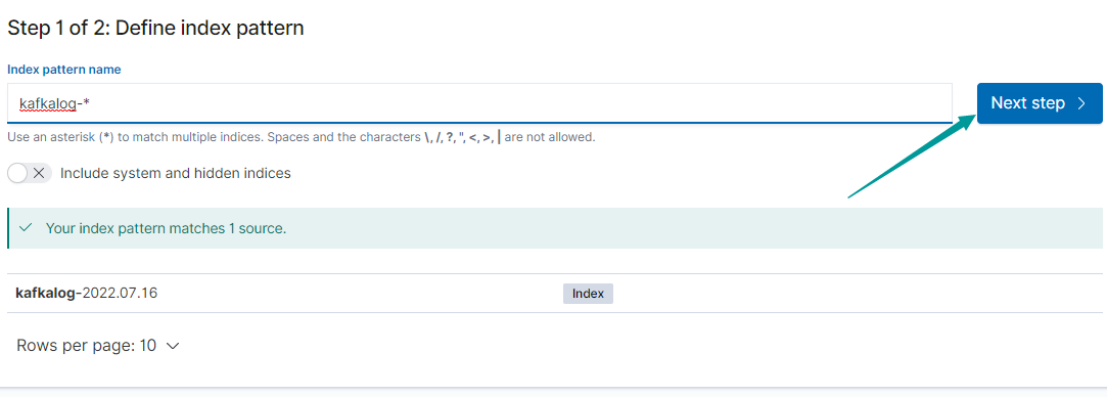 Step 1 of 2: Define index pattern
Index pattern name
kafkalog-*
Next step
Use an asterisk (*) to match multiple indices. Spaces and the characters \, /, ?, ", <, >, | are not allowed.
Include system and hidden indices
Your index pattern matches 1 source.
kafkalog-2022.07.16 Index
Rows per page: 10